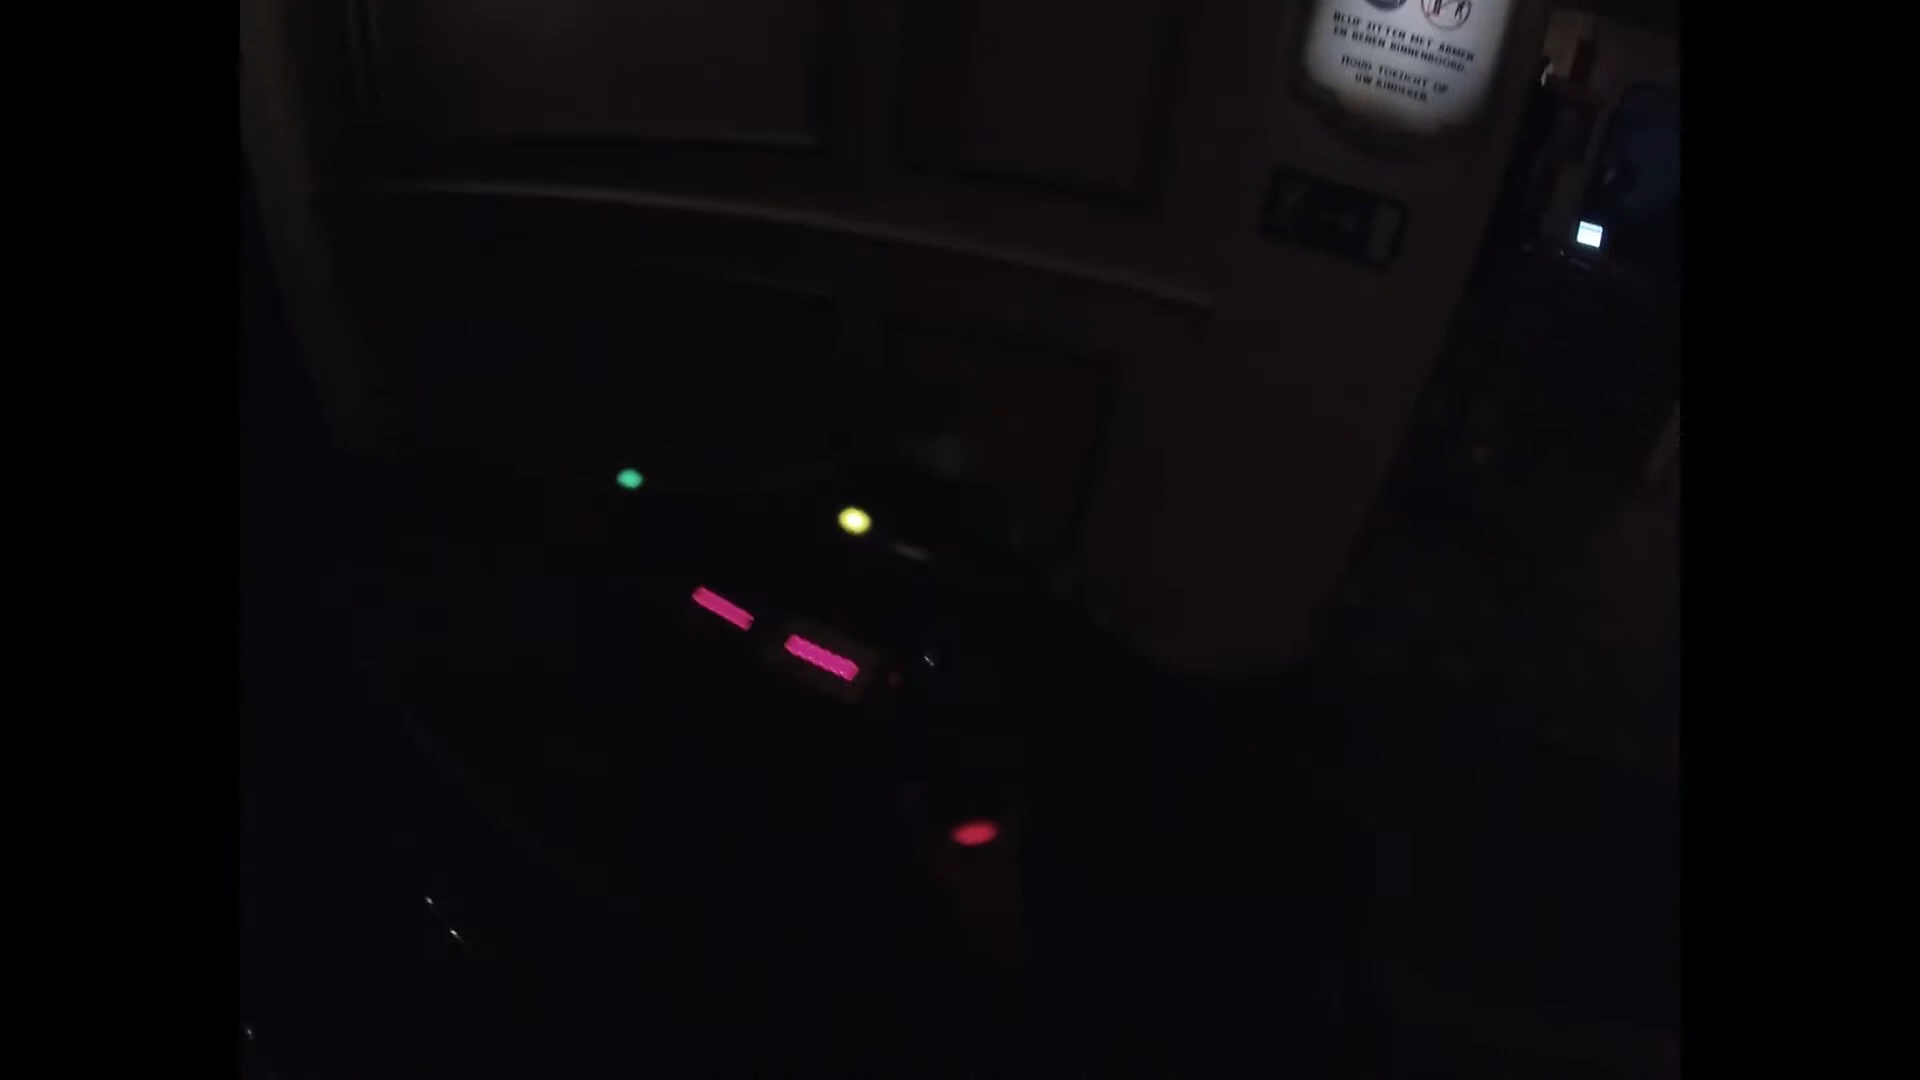 BLIJF ZITTEN MET ARMEN
EN BENEN BINNENBOORD.
HOUD TOEZICHT OP
UW KINDEREN